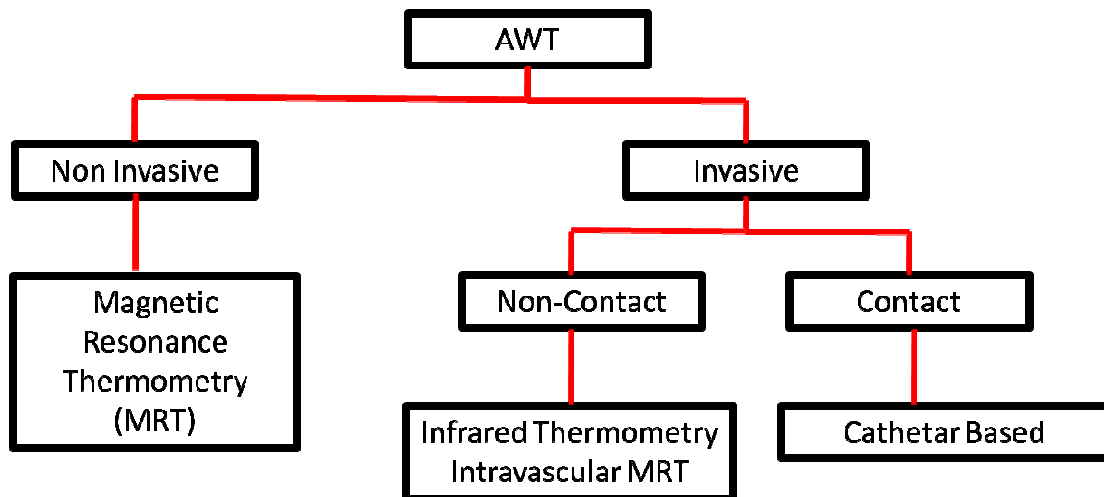 AWT
Non Invasive
Invasive
Magnetic
Resonance
Thermometry
(MRT)
Non-Contact
Contact
Infrared Thermometry
Intravascular MRT
Cathetar Based